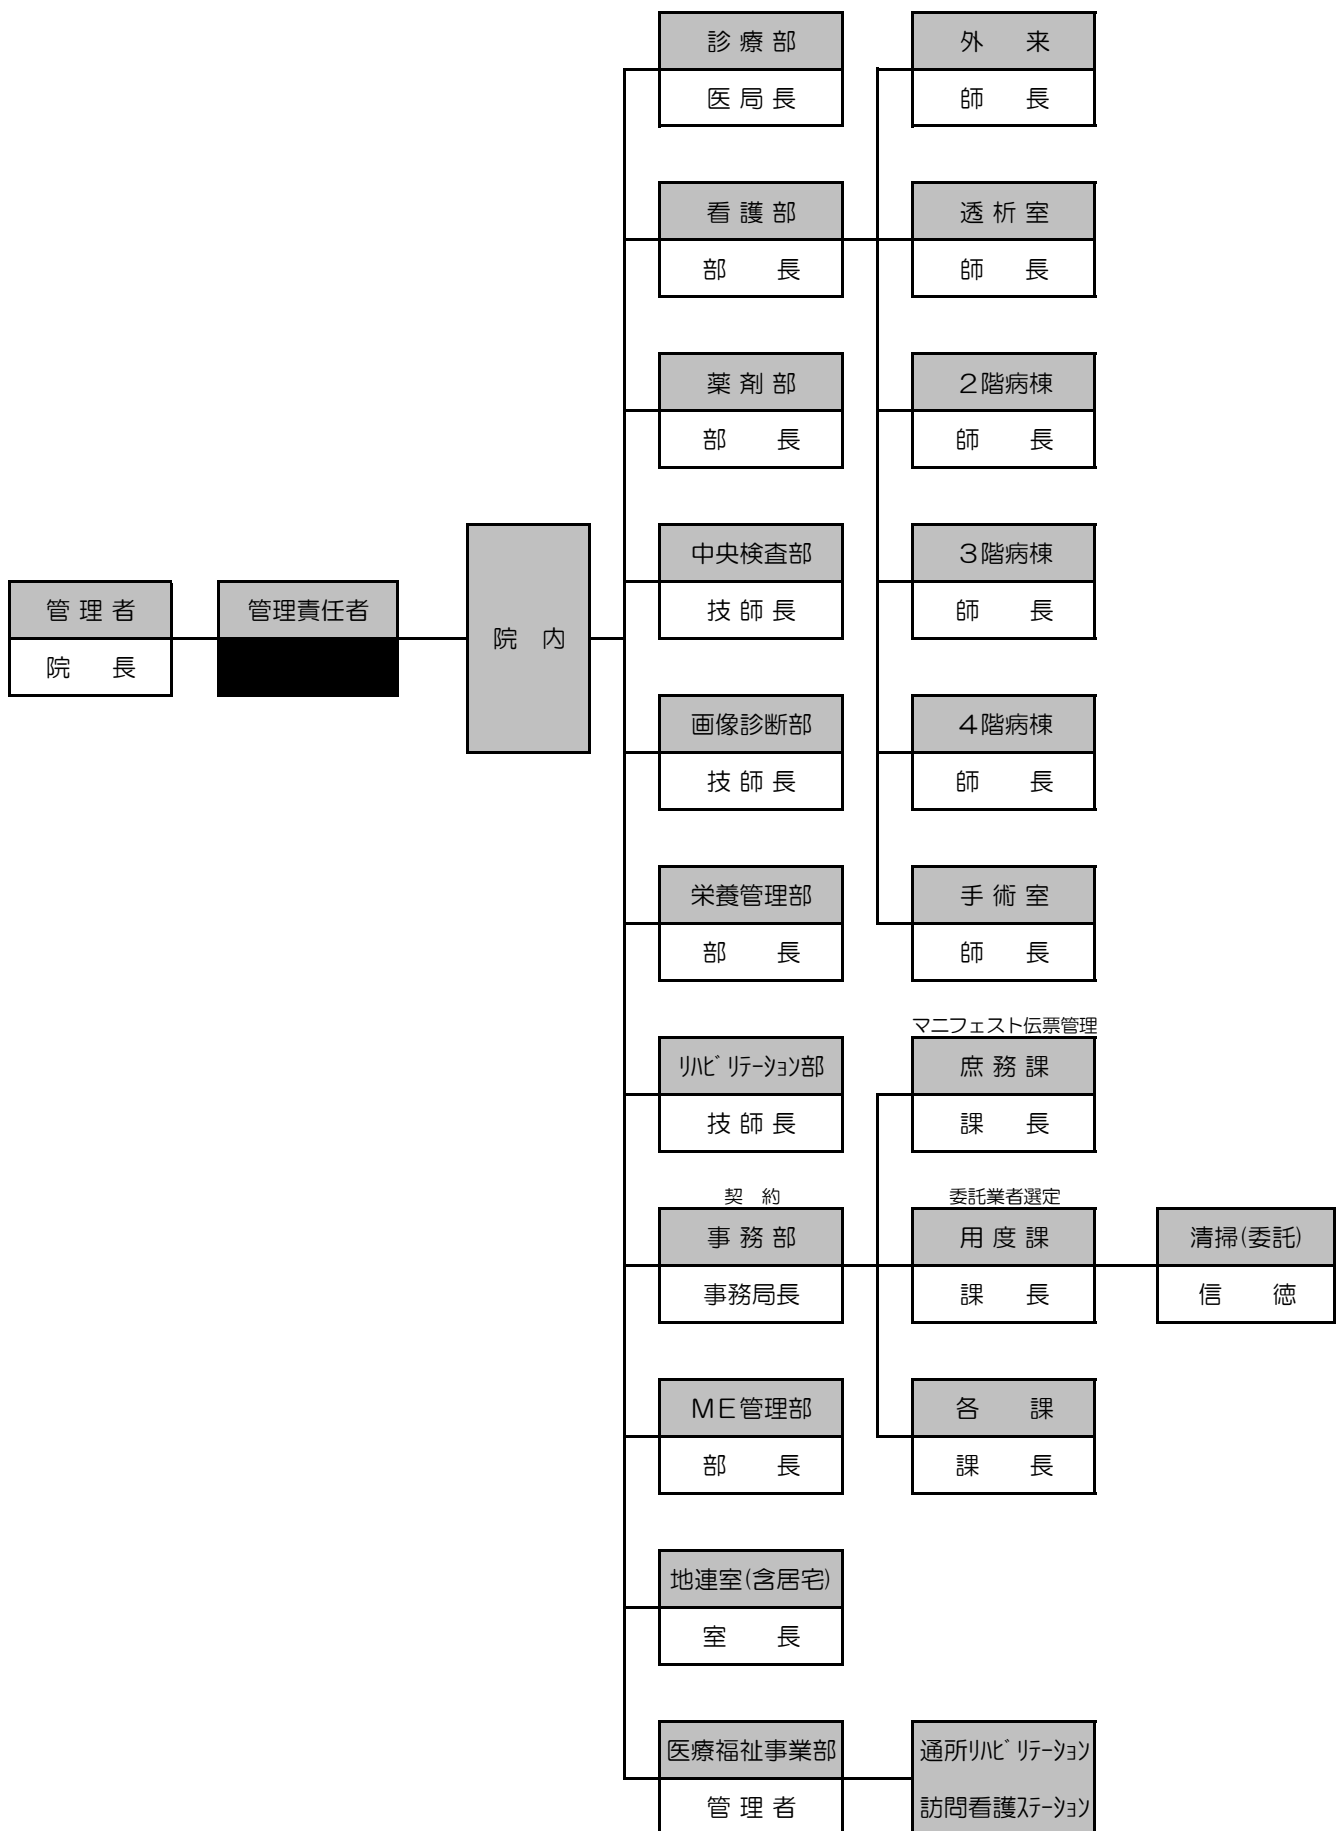 管 理 者
院　長
管理責任者
院　内
診 療 部
医 局 長
看 護 部
部　長
薬 剤 部
部　長
中央検査部
技 師 長
画像診断部
技 師 長
栄養管理部
部　長
ﾘﾊﾋﾞﾘﾃｰｼｮﾝ部
技 師 長
契　約
事 務 部
事務局長
ＭＥ管理部
部　長
地連室(含居宅)
室　長
医療福祉事業部
管 理 者
外　来
師　長
透 析 室
師　長
２階病棟
師　長
３階病棟
師　長
４階病棟
師　長
手 術 室
師　長
マニフェスト伝票管理
庶 務 課
課　長
委託業者選定
用 度 課
課　長
各　課
課　長
通所ﾘﾊﾋﾞﾘﾃｰｼｮﾝ
訪問看護ｽﾃｰｼｮﾝ
清掃(委託)
信　徳